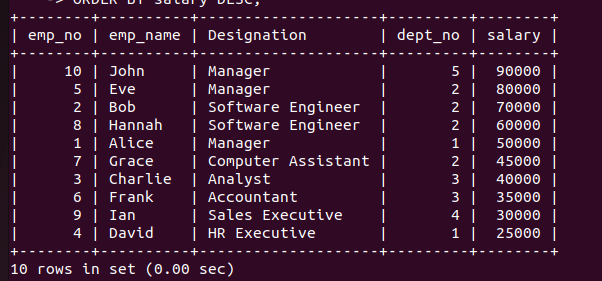 -> ORDER BY salary DESC;
+--------+----------+--------------------+---------+--------+
| emp_no | emp_name | Designation        | dept_no | salary |
+--------+----------+--------------------+---------+--------+
|     10 | John     | Manager            |       5 |  90000 |
|      5 | Eve      | Manager            |       2 |  80000 |
|      2 | Bob      | Software Engineer  |       2 |  70000 |
|      8 | Hannah   | Software Engineer  |       2 |  60000 |
|      1 | Alice    | Manager            |       1 |  50000 |
|      7 | Grace    | Computer Assistant |       2 |  45000 |
|      3 | Charlie  | Analyst            |       3 |  40000 |
|      6 | Frank    | Accountant         |       3 |  35000 |
|      9 | Ian      | Sales Executive    |       4 |  30000 |
|      4 | David    | HR Executive       |       1 |  25000 |
+--------+----------+--------------------+---------+--------+
10 rows in set (0.00 sec)